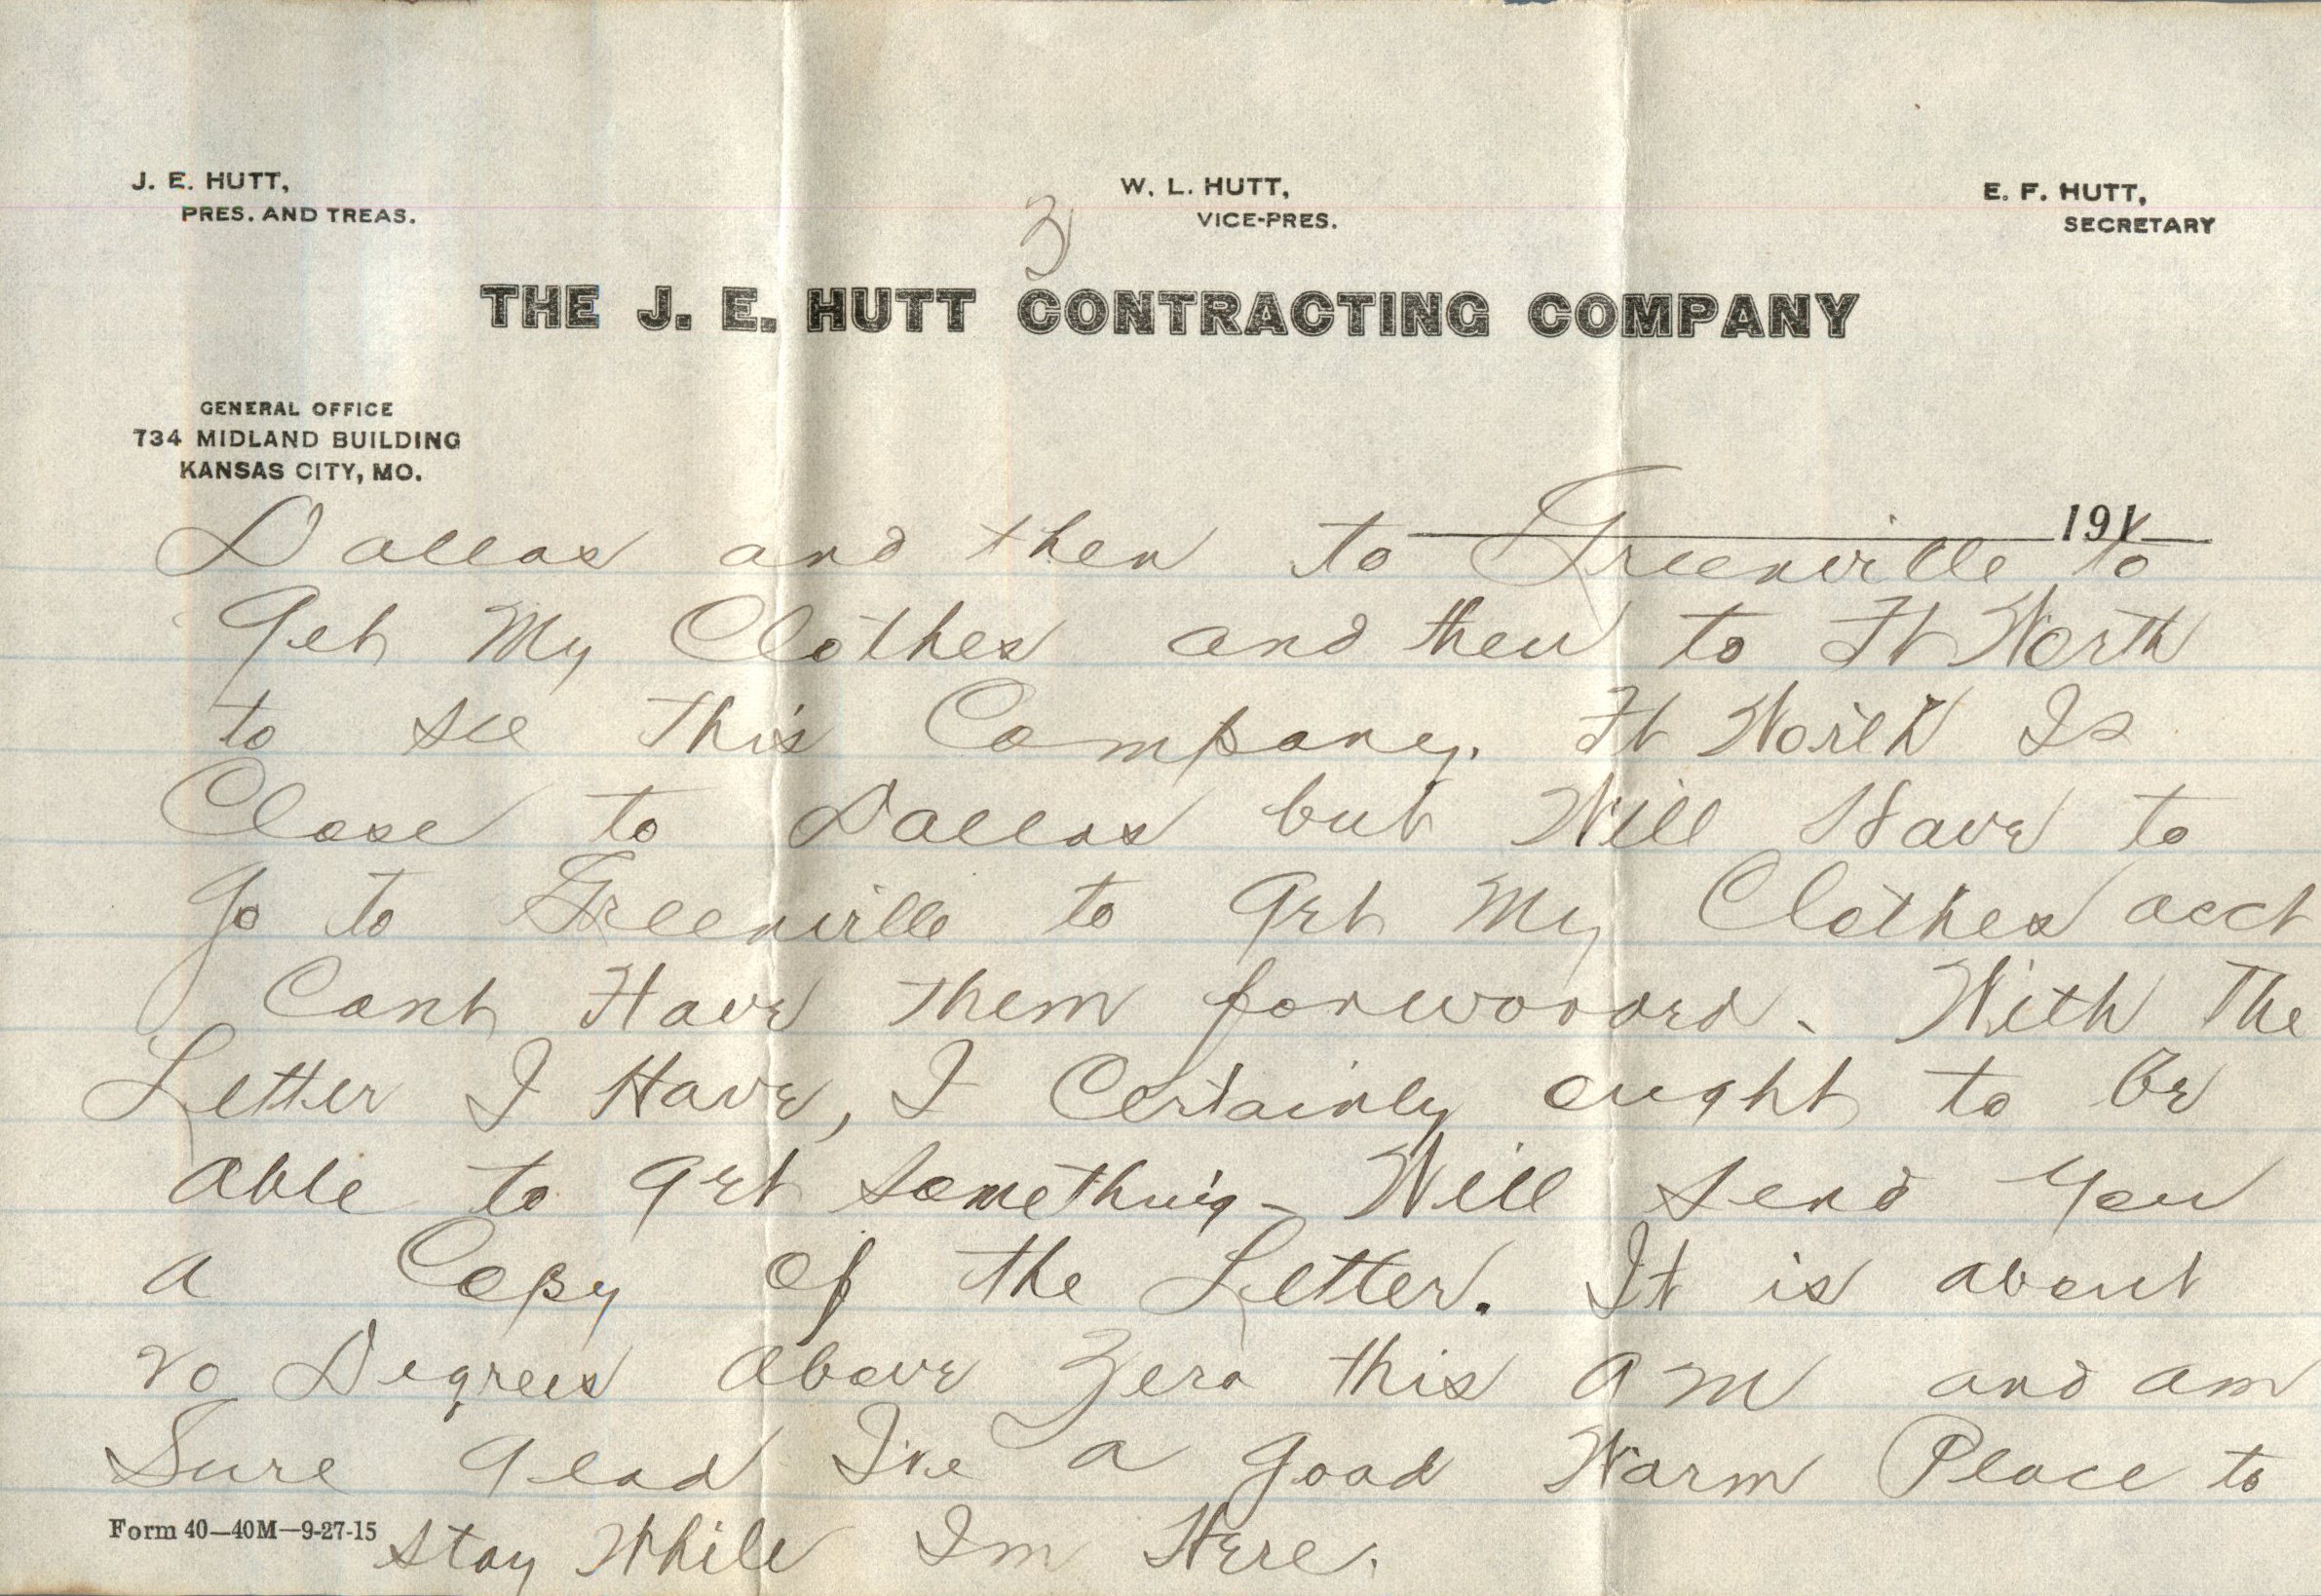 J. E. HUTT,
PRES. AND TREAS.
W. L. HUTT,
VICE-PRES.
E. F. HUTT,
SECRETARY
3
THE J. E. HUTT CONTRACTING COMPANY
GENERAL OFFICE
734 MIDLAND BUILDING
KANSAS CITY, MO.
191
Dallas and then to Greenville to
Get My Clothes and then to Ft Worth
to see this Company. Ft Worth Is
Close to Dallas but Will Have to
Go to Greenville to Get My Clothes acct
Cant Have them forwarded. With The
Letter I Have, I Certainly ought to Be
able to get something - Will send You
a Copy of the Letter. It is about
20 Degrees above Zero this AM and am
Sure Glad I've a Good Warm Place to
Stay While Im Here.
Form 40—40M—9-27-15